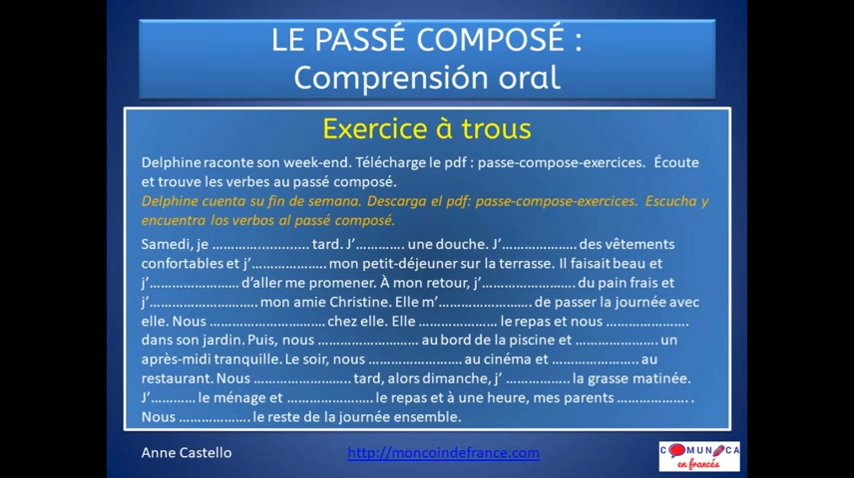 LE PASSÉ COMPOSÉ :
Comprensión oral
Exercice à trous
Delphine raconte son week-end. Télécharge le pdf : passe-compose-exercices. Écoute
et trouve les verbes au passé composé.
Delphine cuenta su fin de semana. Descarga el pdf: passe-compose-exercices. Escucha y
encuentra los verbos al passé composé.
Samedi, je ........................ tard. J'............. une douche. J'................... des vêtements
confortables et j'................... mon petit-déjeuner sur la terrasse. Il faisait beau et
j'....................... d'aller me promener. À mon retour, j'........................ du pain frais et
j'............................ mon amie Christine. Elle m'........................ de passer la journée avec
elle. Nous .............................. chez elle. Elle .................... le repas et nous .....................
dans son jardin. Puis, nous .......................... au bord de la piscine et ..................... un
après-midi tranquille. Le soir, nous ........................ au cinéma et ...................... au
restaurant. Nous ......................... tard, alors dimanche, j' ................ la grasse matinée.
J'............ le ménage et ...................... le repas et à une heure, mes parents ................... .
Nous ................... le reste de la journée ensemble.
Anne Castello
http://moncoindefrance.com
COMUNICA
en francés